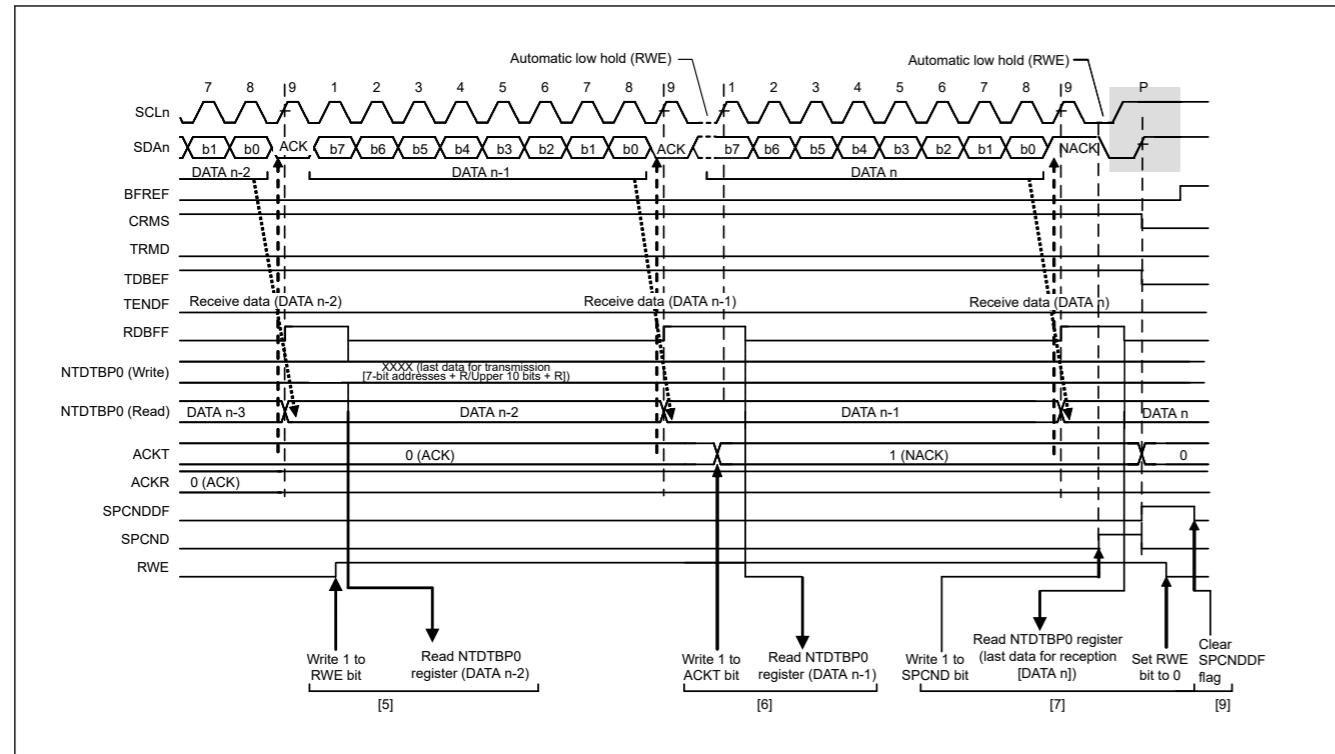 Automatic low hold (RWE)
Automatic low hold (RWE)
7 8 9 1 2 3 4 5 6 7 8 9 1 2 3 4 5 6 7 8 9 P
SCLn
SDAn b1 b0 ACK b7 b6 b5 b4 b3 b2 b1 b0 ACK b7 b6 b5 b4 b3 b2 b1 b0 NACK
DATA n-2 DATA n-1 DATA n
BFREF
CRMS
TRMD
TDBEF
TENDF Receive data (DATA n-2) Receive data (DATA n-1) Receive data (DATA n)
RDBFF
XXXX (last data for transmission
NTDTBP0 (Write) [7-bit addresses + R/Upper 10 bits + R])
NTDTBP0 (Read) DATA n-3 DATA n-2 DATA n-1 DATA n
ACKT 0 (ACK) 1 (NACK) 0
ACKR 0 (ACK)
SPCNDDF
SPCND
RWE
Write 1 to
RWE bit
Read NTDTBP0
register (DATA n-2)
Write 1 to
ACKT bit
Read NTDTBP0
register (DATA n-1)
Write 1 to
SPCND bit
Read NTDTBP0 register
(last data for reception
[DATA n])
Set RWE
bit to 0
Clear
SPCNDDF
flag
[5] [6] [7] [9]